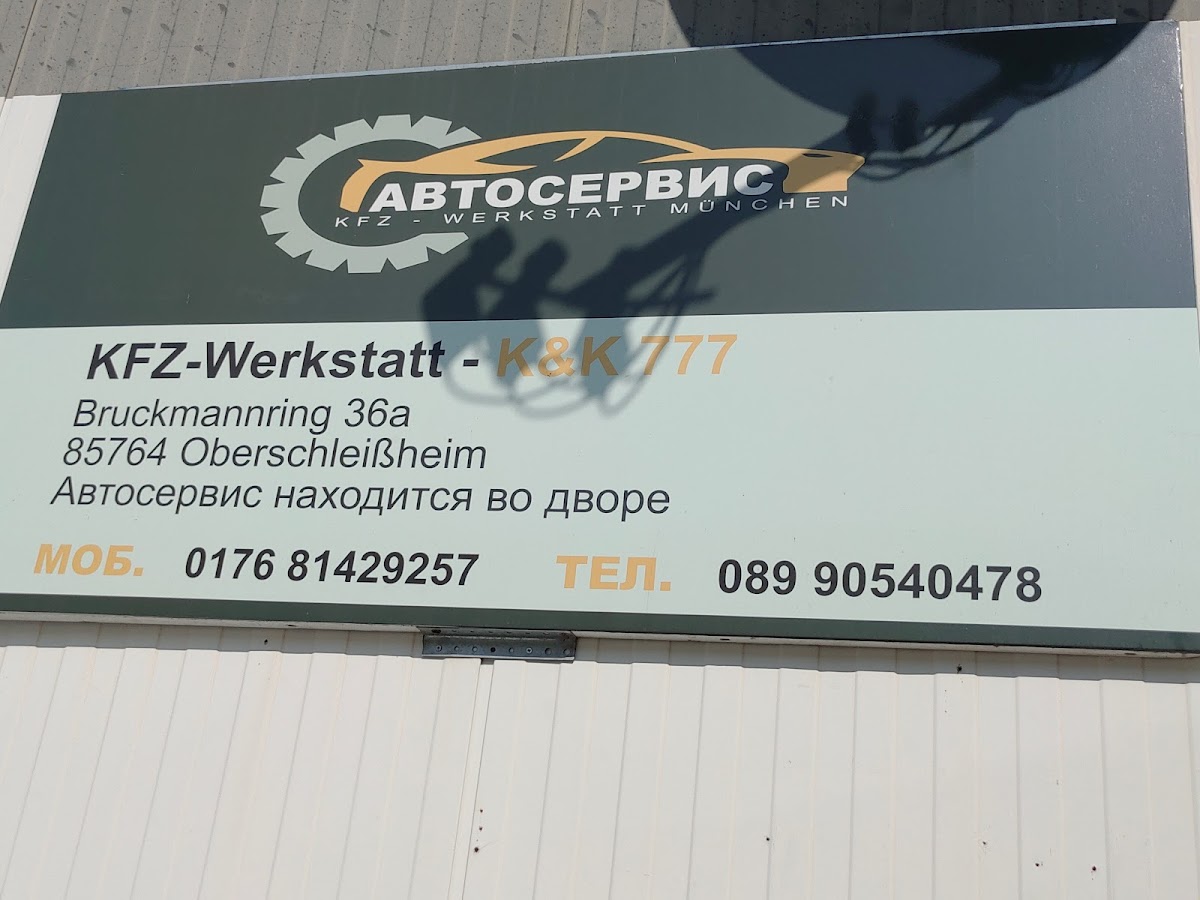 АВТОСЕРВИС
KFZ - WERKSTATT MÜNCHEN
KFZ-Werkstatt - K&K 777
Bruckmannring 36a
85764 Oberschleißheim
Автосервис находится во дворе
МОБ. 0176 81429257 ТЕЛ. 089 90540478